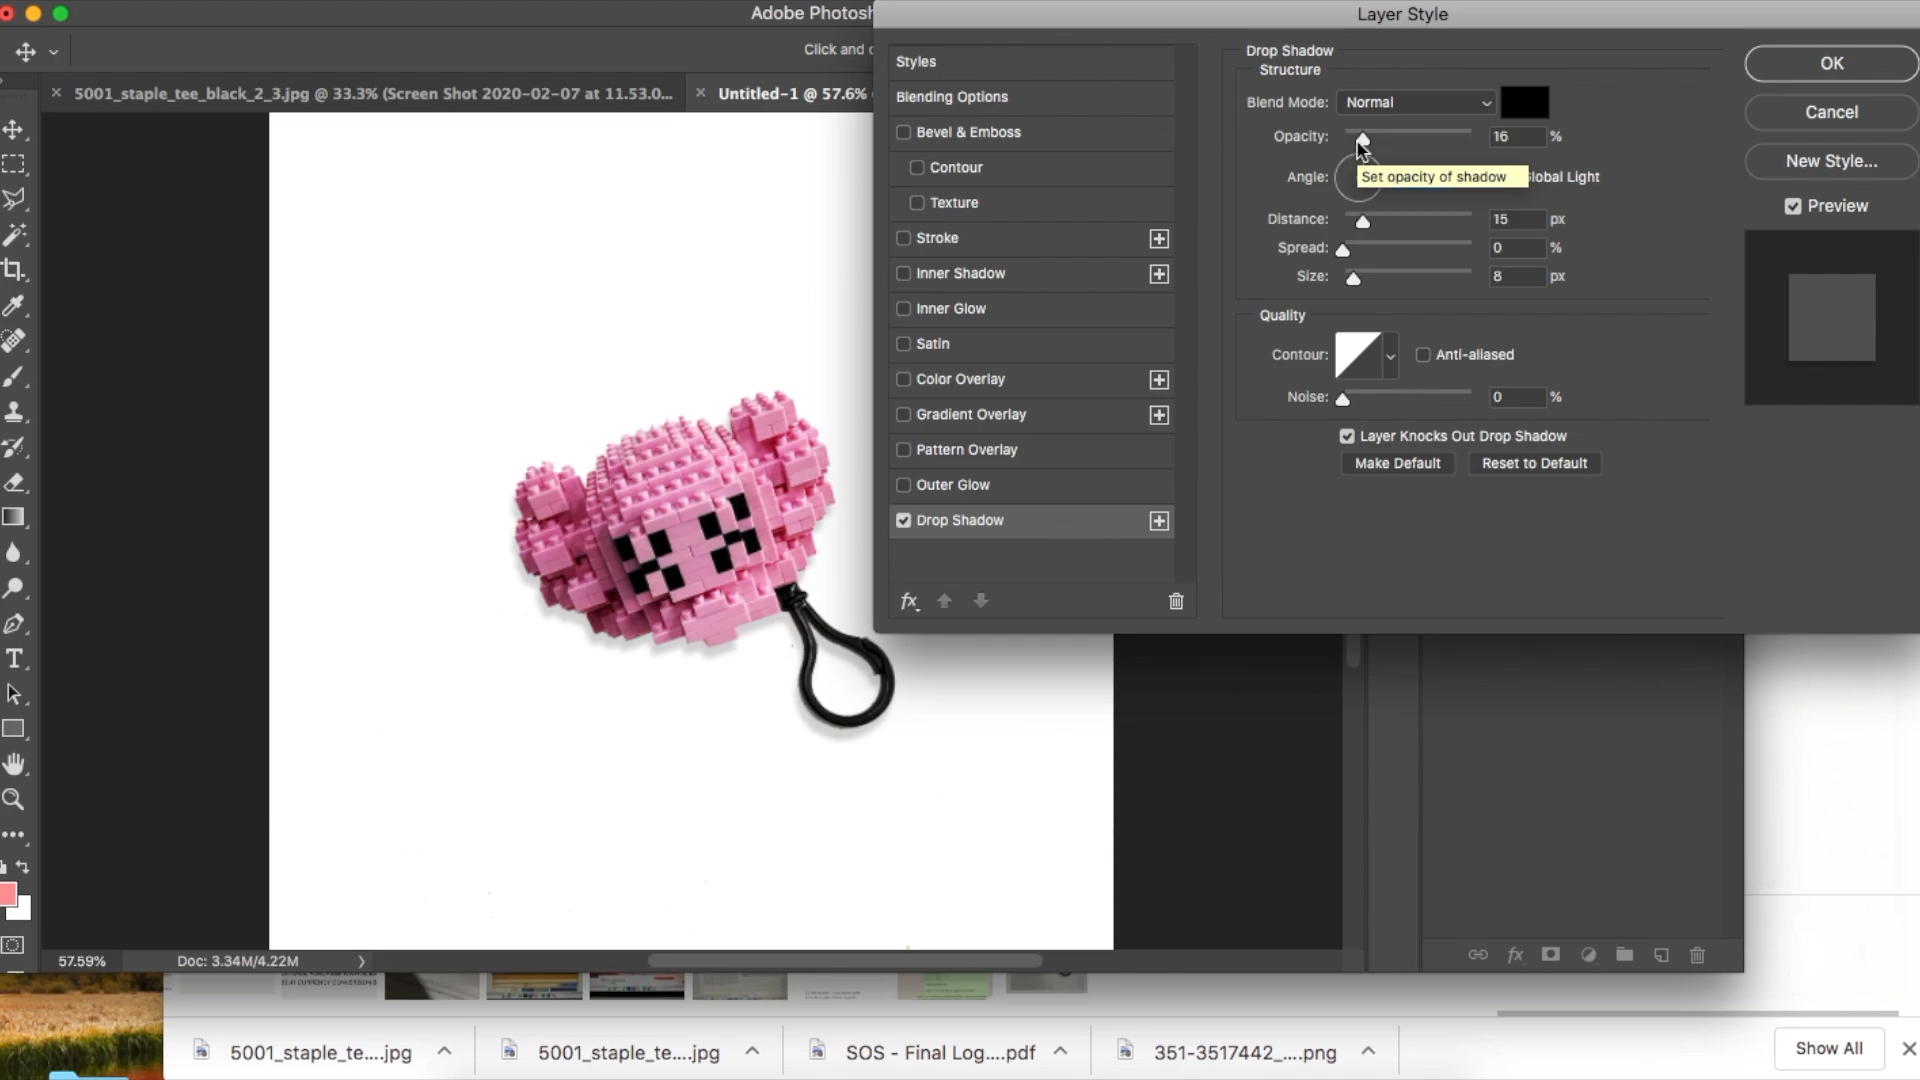 Adobe Photosh
Click and
5001_staple_tee_black_2_3.jpg @ 33.3% (Screen Shot 2020-02-07 at 11.53.0...
Untitled-1 @ 57.6%
57.59%
Doc: 3.34M/4.22M
Layer Style
Styles
Blending Options
Bevel & Emboss
Contour
Texture
Stroke
Inner Shadow
Inner Glow
Satin
Color Overlay
Gradient Overlay
Pattern Overlay
Outer Glow
Drop Shadow
fx
Drop Shadow
Structure
Blend Mode: Normal
Opacity: 16 %
Set opacity of shadow
Angle: lobal Light
Distance: 15 px
Spread: 0 %
Size: 8 px
Quality
Contour: Anti-aliased
Noise: 0 %
Layer Knocks Out Drop Shadow
Make Default Reset to Default
OK
Cancel
New Style...
Preview
fx
5001_staple_te....jpg
5001_staple_te....jpg
SOS - Final Log....pdf
351-3517442_....png
Show All